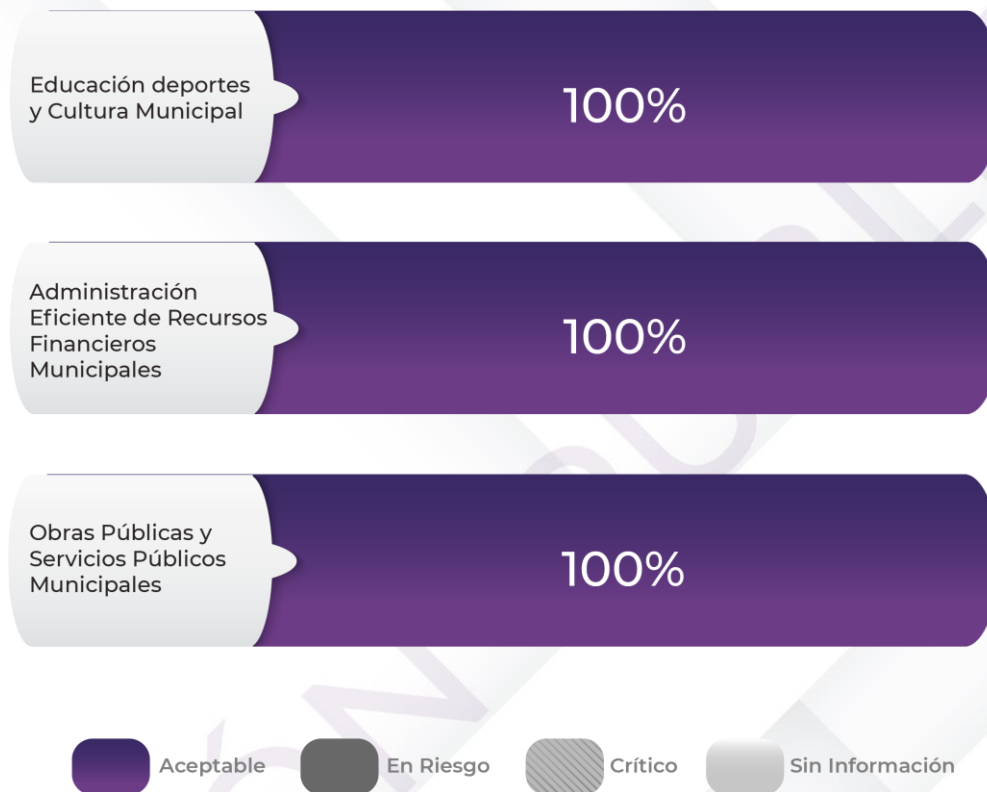 Educación deportes
y Cultura Municipal
100%
Administración
Eficiente de Recursos
Financieros
Municipales
100%
Obras Públicas y
Servicios Públicos
Municipales
100%
Aceptable
En Riesgo
Crítico
Sin Información